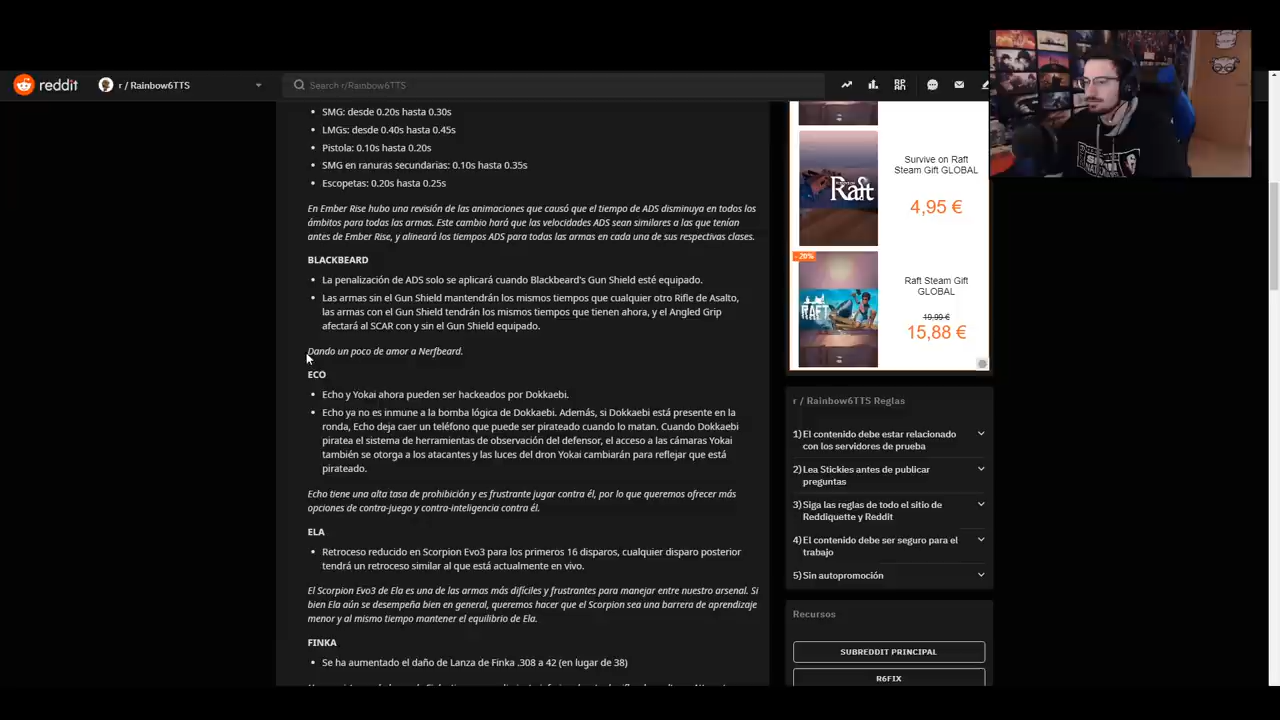 reddit
r / Rainbow6TTS
Search r/Rainbow6TTS
SMG: desde 0.20s hasta 0.30s
LMGs: desde 0.40s hasta 0.45s
Pistola: 0.10s hasta 0.20s
SMG en ranuras secundarias: 0.10s hasta 0.35s
Escopetas: 0.20s hasta 0.25s
En Ember Rise hubo una revisión de las animaciones que causó que el tiempo de ADS disminuya en todos los
ámbitos para todas las armas. Este cambio hará que las velocidades ADS sean similares a las que tenían
antes de Ember Rise, y alineará los tiempos ADS para todas las armas en cada una de sus respectivas clases.
BLACKBEARD
La penalización de ADS solo se aplicará cuando Blackbeard's Gun Shield esté equipado.
Las armas sin el Gun Shield mantendrán los mismos tiempos que cualquier otro Rifle de Asalto,
las armas con el Gun Shield tendrán los mismos tiempos que tienen ahora, y el Angled Grip
afectará al SCAR con y sin el Gun Shield equipado.
Dando un poco de amor a Nerfbeard.
ECO
Echo y Yokai ahora pueden ser hackeados por Dokkaebi.
Echo ya no es inmune a la bomba lógica de Dokkaebi. Además, si Dokkaebi está presente en la
ronda, Echo deja caer un teléfono que puede ser pirateado cuando lo matan. Cuando Dokkaebi
piratea el sistema de herramientas de observación del defensor, el acceso a las cámaras Yokai
también se otorga a los atacantes y las luces del dron Yokai cambiarán para reflejar que está
pirateado.
Echo tiene una alta tasa de prohibición y es frustrante jugar contra él, por lo que queremos ofrecer más
opciones de contra-juego y contra-inteligencia contra él.
ELA
Retroceso reducido en Scorpion Evo3 para los primeros 16 disparos, cualquier disparo posterior
tendrá un retroceso similar al que está actualmente en vivo.
El Scorpion Evo3 de Ela es una de las armas más difíciles y frustrantes para manejar entre nuestro arsenal. Si
bien Ela aún se desempeña bien en general, queremos hacer que el Scorpion sea una barrera de aprendizaje
menor y al mismo tiempo mantener el equilibrio de Ela.
FINKA
Se ha aumentado el daño de Lanza de Finka .308 a 42 (en lugar de 38)
Survive on Raft
Steam Gift GLOBAL
Raft
4,95 €
- 20%
Raft Steam Gift
GLOBAL
RAFT
19,99 €
15,88 €
r / Rainbow6TTS Reglas
1) El contenido debe estar relacionado
con los servidores de prueba
2) Lea Stickies antes de publicar
preguntas
3) Siga las reglas de todo el sitio de
Reddiquette y Reddit
4) El contenido debe ser seguro para el
trabajo
5) Sin autopromoción
Recursos
SUBREDDIT PRINCIPAL
R6FIX